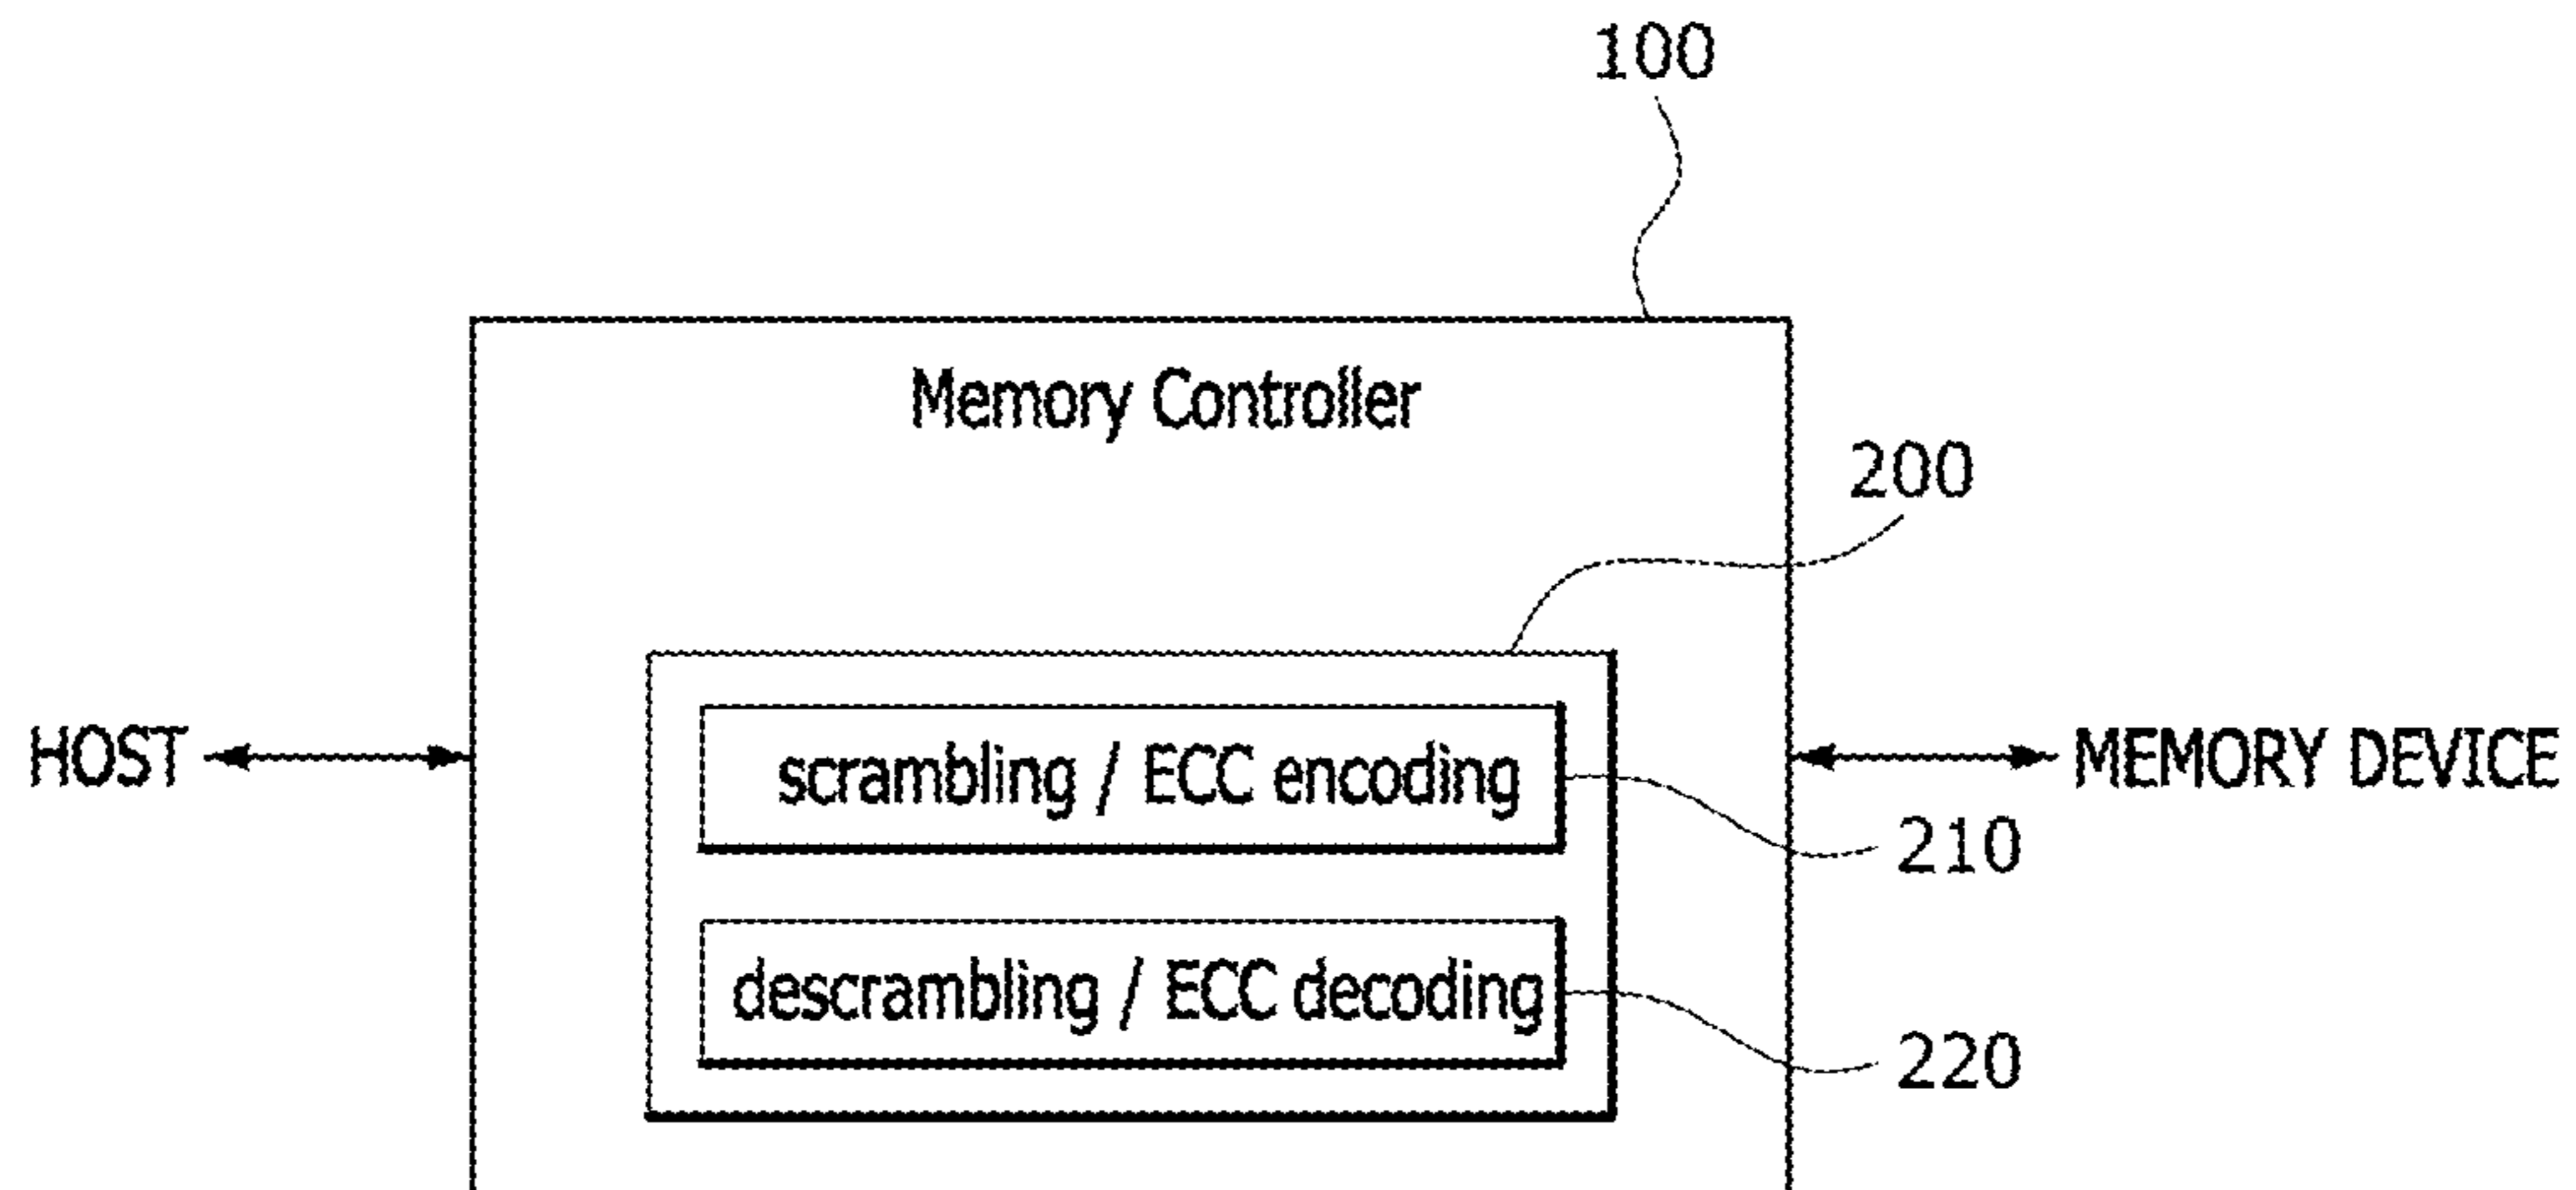 100
Memory Controller
200
HOST
scrambling / ECC encoding
MEMORY DEVICE
210
descrambling / ECC decoding
220